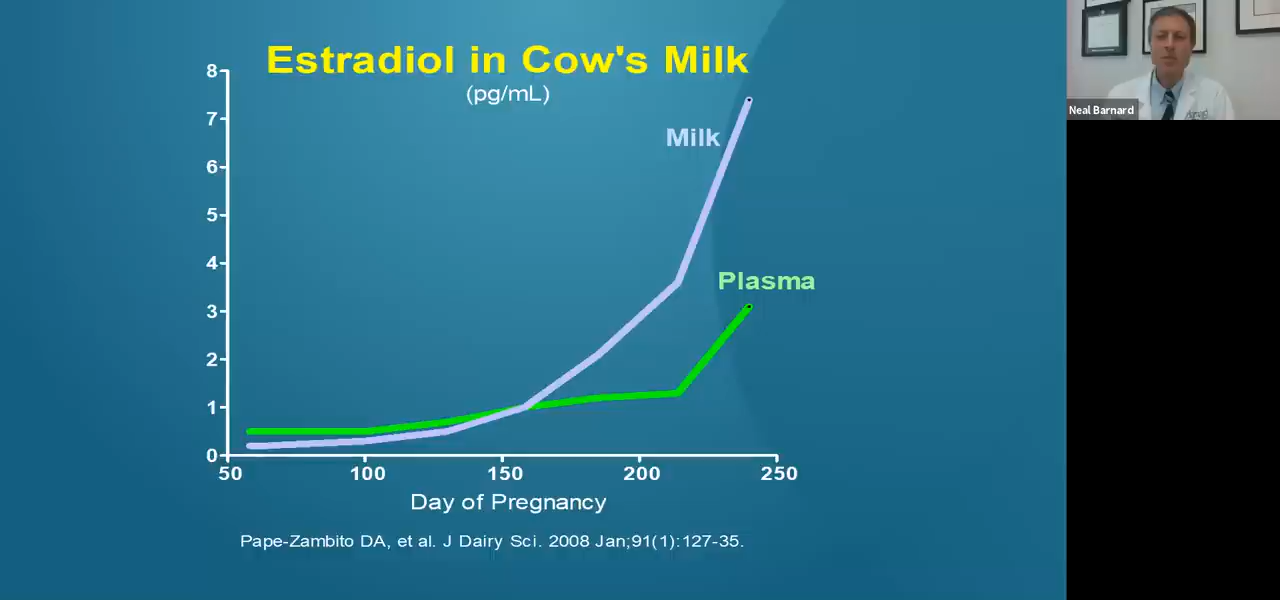 Estradiol in Cow's Milk
(pg/mL)
8
7
6
5
4
3
2
1
0
Milk
Plasma
50 100 150 200 250
Day of Pregnancy
Pape-Zambito DA, et al. J Dairy Sci. 2008 Jan;91(1):127-35.
Neal Barnard